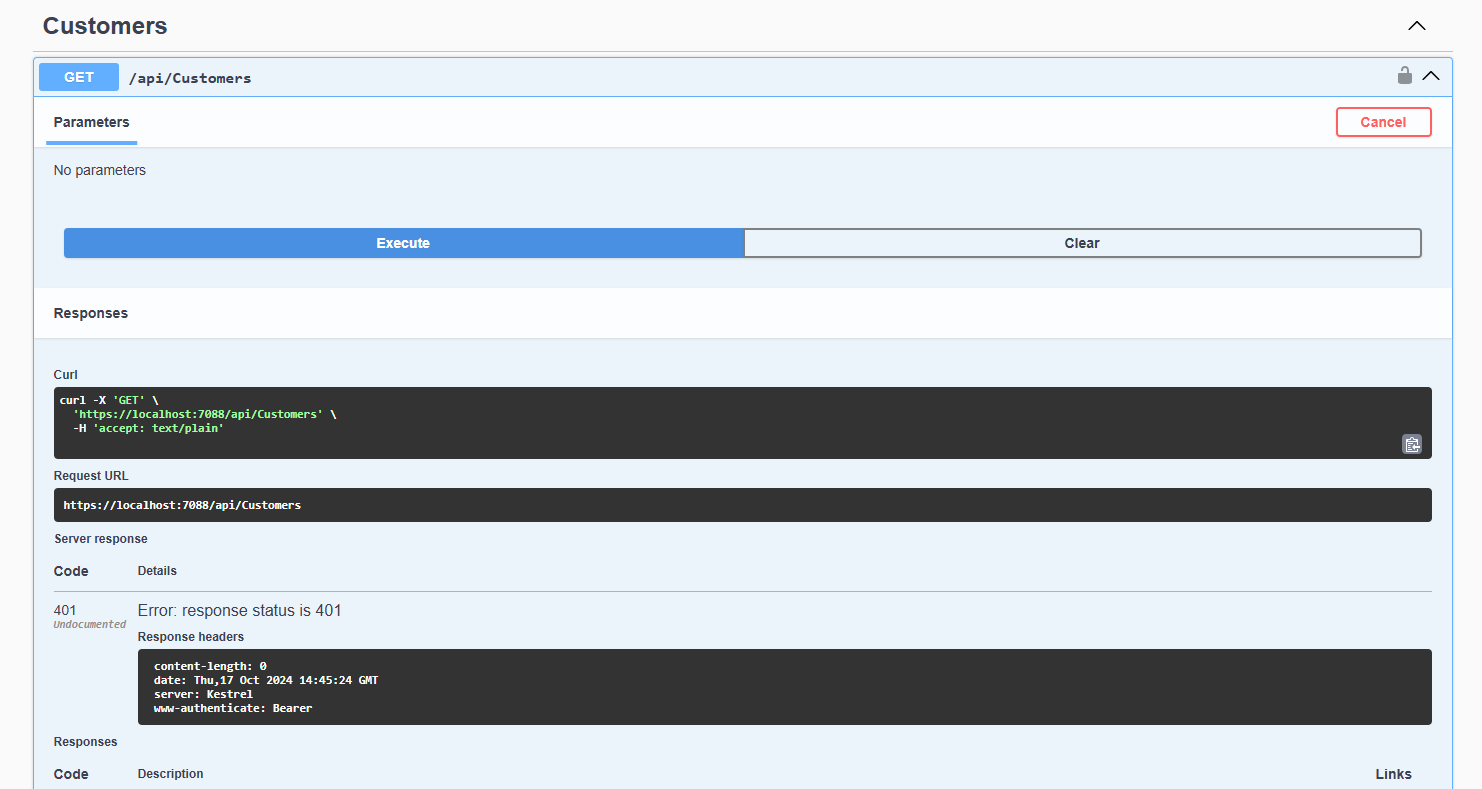 Customers
GET /api/Customers
Parameters Cancel
No parameters
Execute Clear
Responses
Curl
curl -X 'GET' \
  'https://localhost:7088/api/Customers' \
  -H 'accept: text/plain'
Request URL
https://localhost:7088/api/Customers
Server response
Code Details
401 Error: response status is 401
Undocumented
Response headers
content-length: 0
date: Thu,17 Oct 2024 14:45:24 GMT
server: Kestrel
www-authenticate: Bearer
Responses
Code Description Links